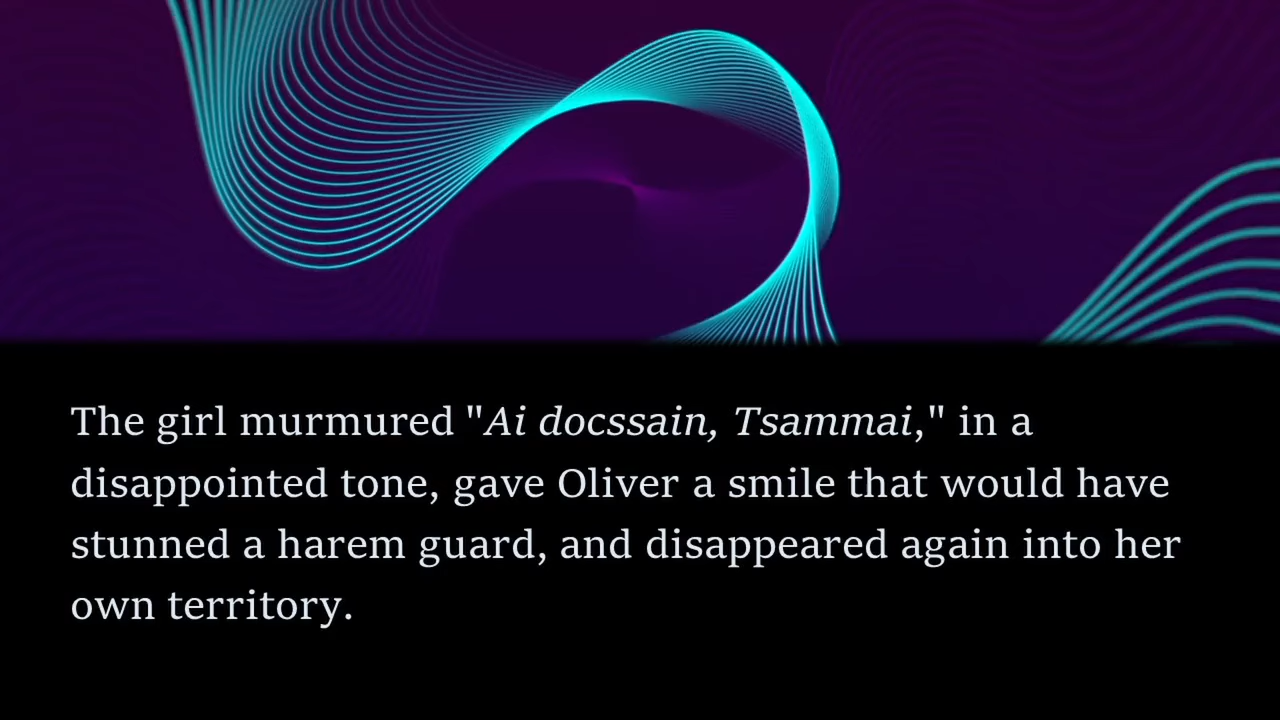 The girl murmured "Ai docssain, Tsammai," in a
disappointed tone, gave Oliver a smile that would have
stunned a harem guard, and disappeared again into her
own territory.